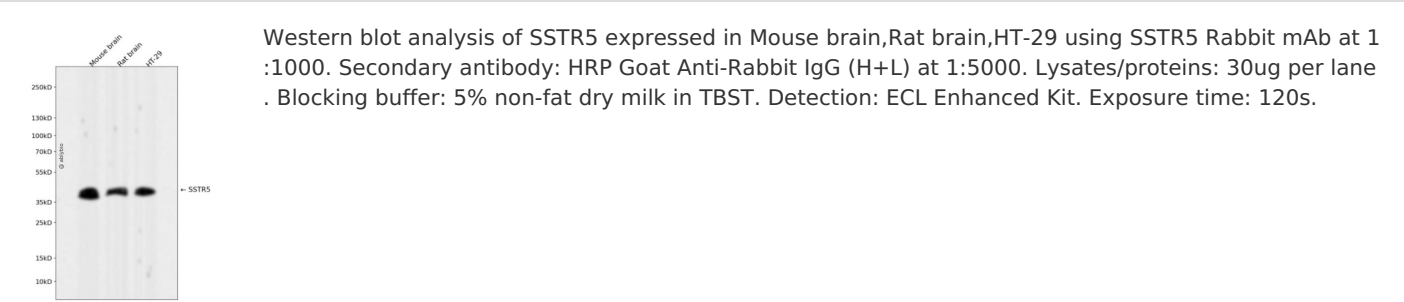 Mouse brain
Rat brain
HT-29
250kD
130kD
100kD
70kD
55kD
35kD
25kD
15kD
10kD
© ablybio
← SSTR5
Western blot analysis of SSTR5 expressed in Mouse brain,Rat brain,HT-29 using SSTR5 Rabbit mAb at 1
:1000. Secondary antibody: HRP Goat Anti-Rabbit IgG (H+L) at 1:5000. Lysates/proteins: 30ug per lane
. Blocking buffer: 5% non-fat dry milk in TBST. Detection: ECL Enhanced Kit. Exposure time: 120s.